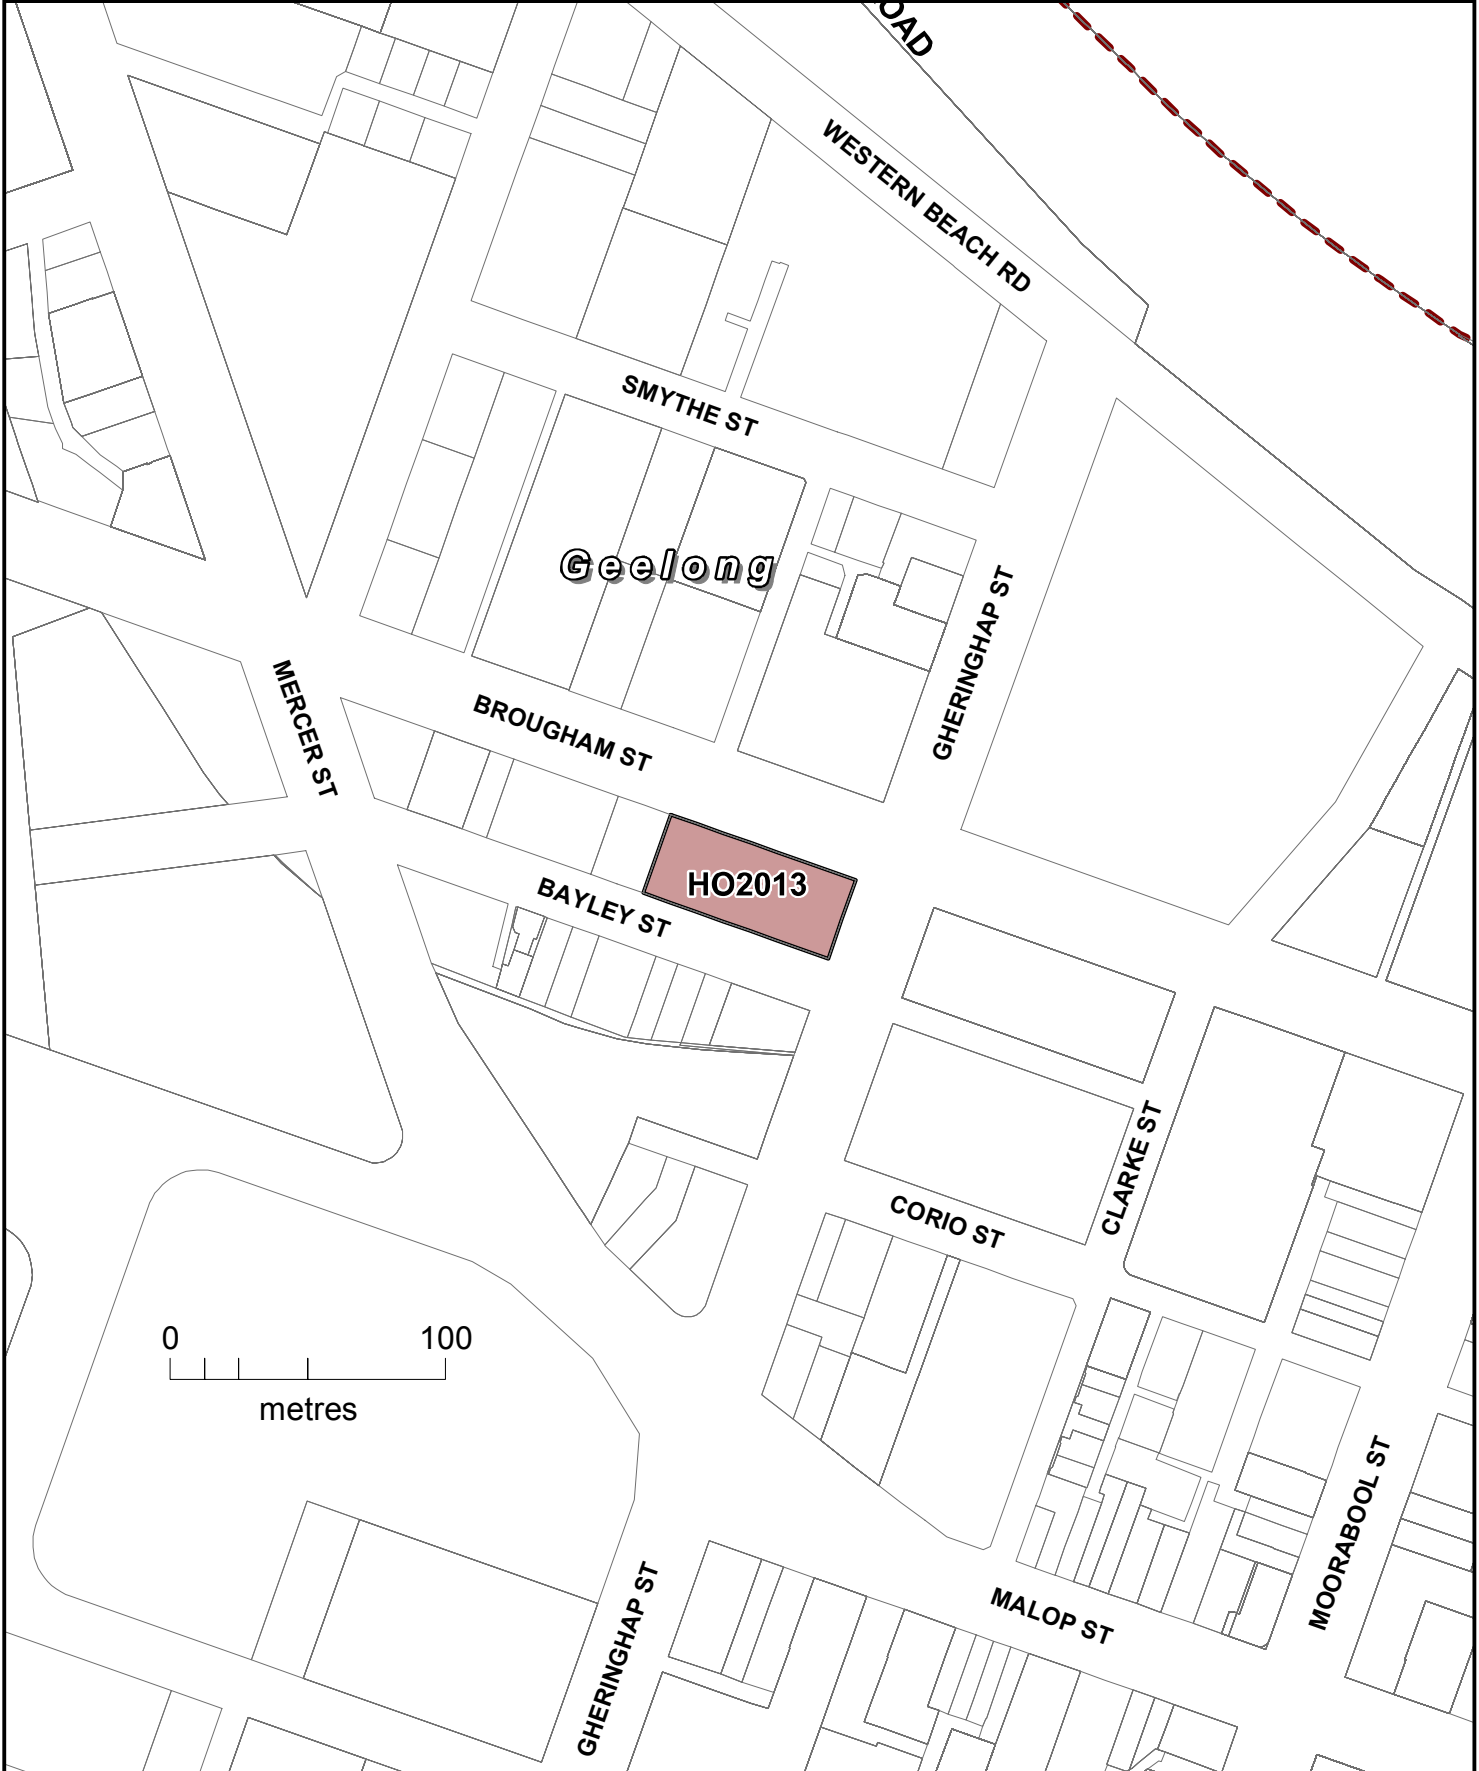 OAD
WESTERN BEACH RD
SMYTHE ST
Geelong
GHERINGHAP ST
MERCER ST
BROUGHAM ST
HO2013
BAYLEY ST
CLARKE ST
CORIO ST
0 100
metres
MOORABOOL ST
MALOP ST
GHERINGHAP ST